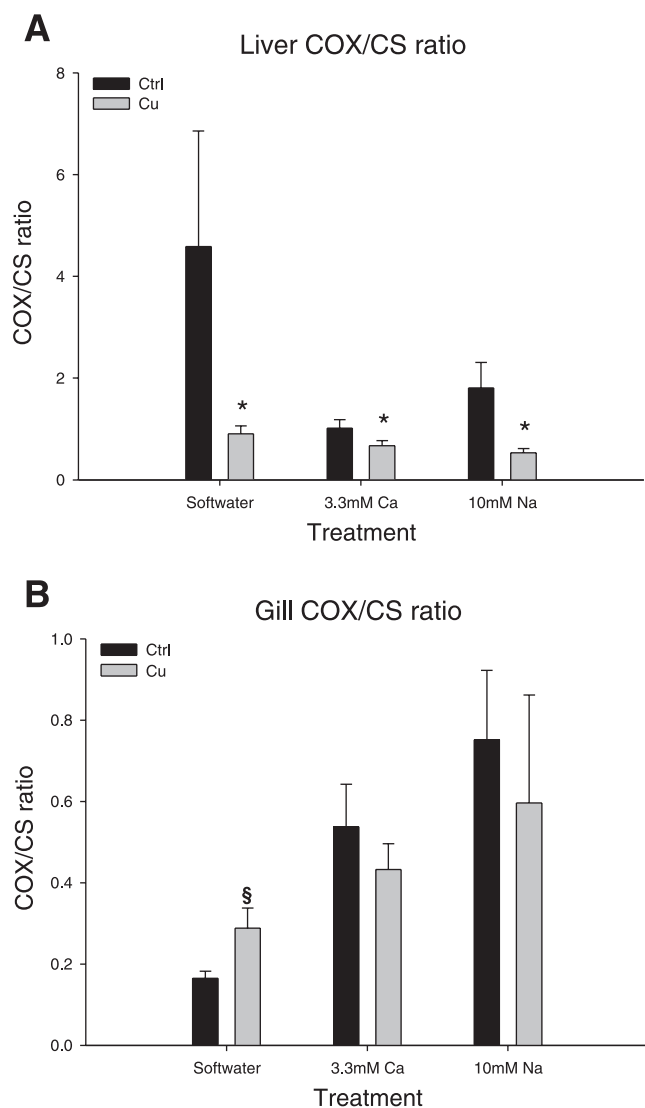 A
Liver COX/CS ratio
8
6
4
2
0
COX/CS ratio
Ctrl
Cu
*
*
*
Softwater 3.3mM Ca 10mM Na
Treatment
B
Gill COX/CS ratio
1.0
0.8
0.6
0.4
0.2
0.0
COX/CS ratio
Ctrl
Cu
§
Softwater 3.3mM Ca 10mM Na
Treatment